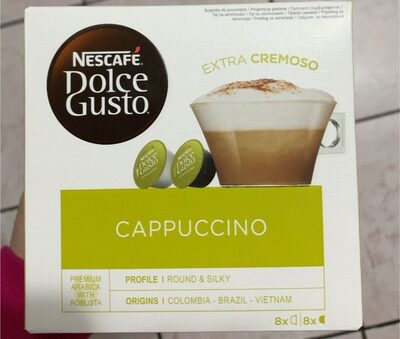 NESCAFÉ
Dolce
Gusto
EXTRA CREMOSO
CAPPUCCINO
PREMIUM
ARABICA
WITH
ROBUSTA
PROFILE | ROUND & SILKY
ORIGINS | COLOMBIA - BRAZIL - VIETNAM
8x 8x